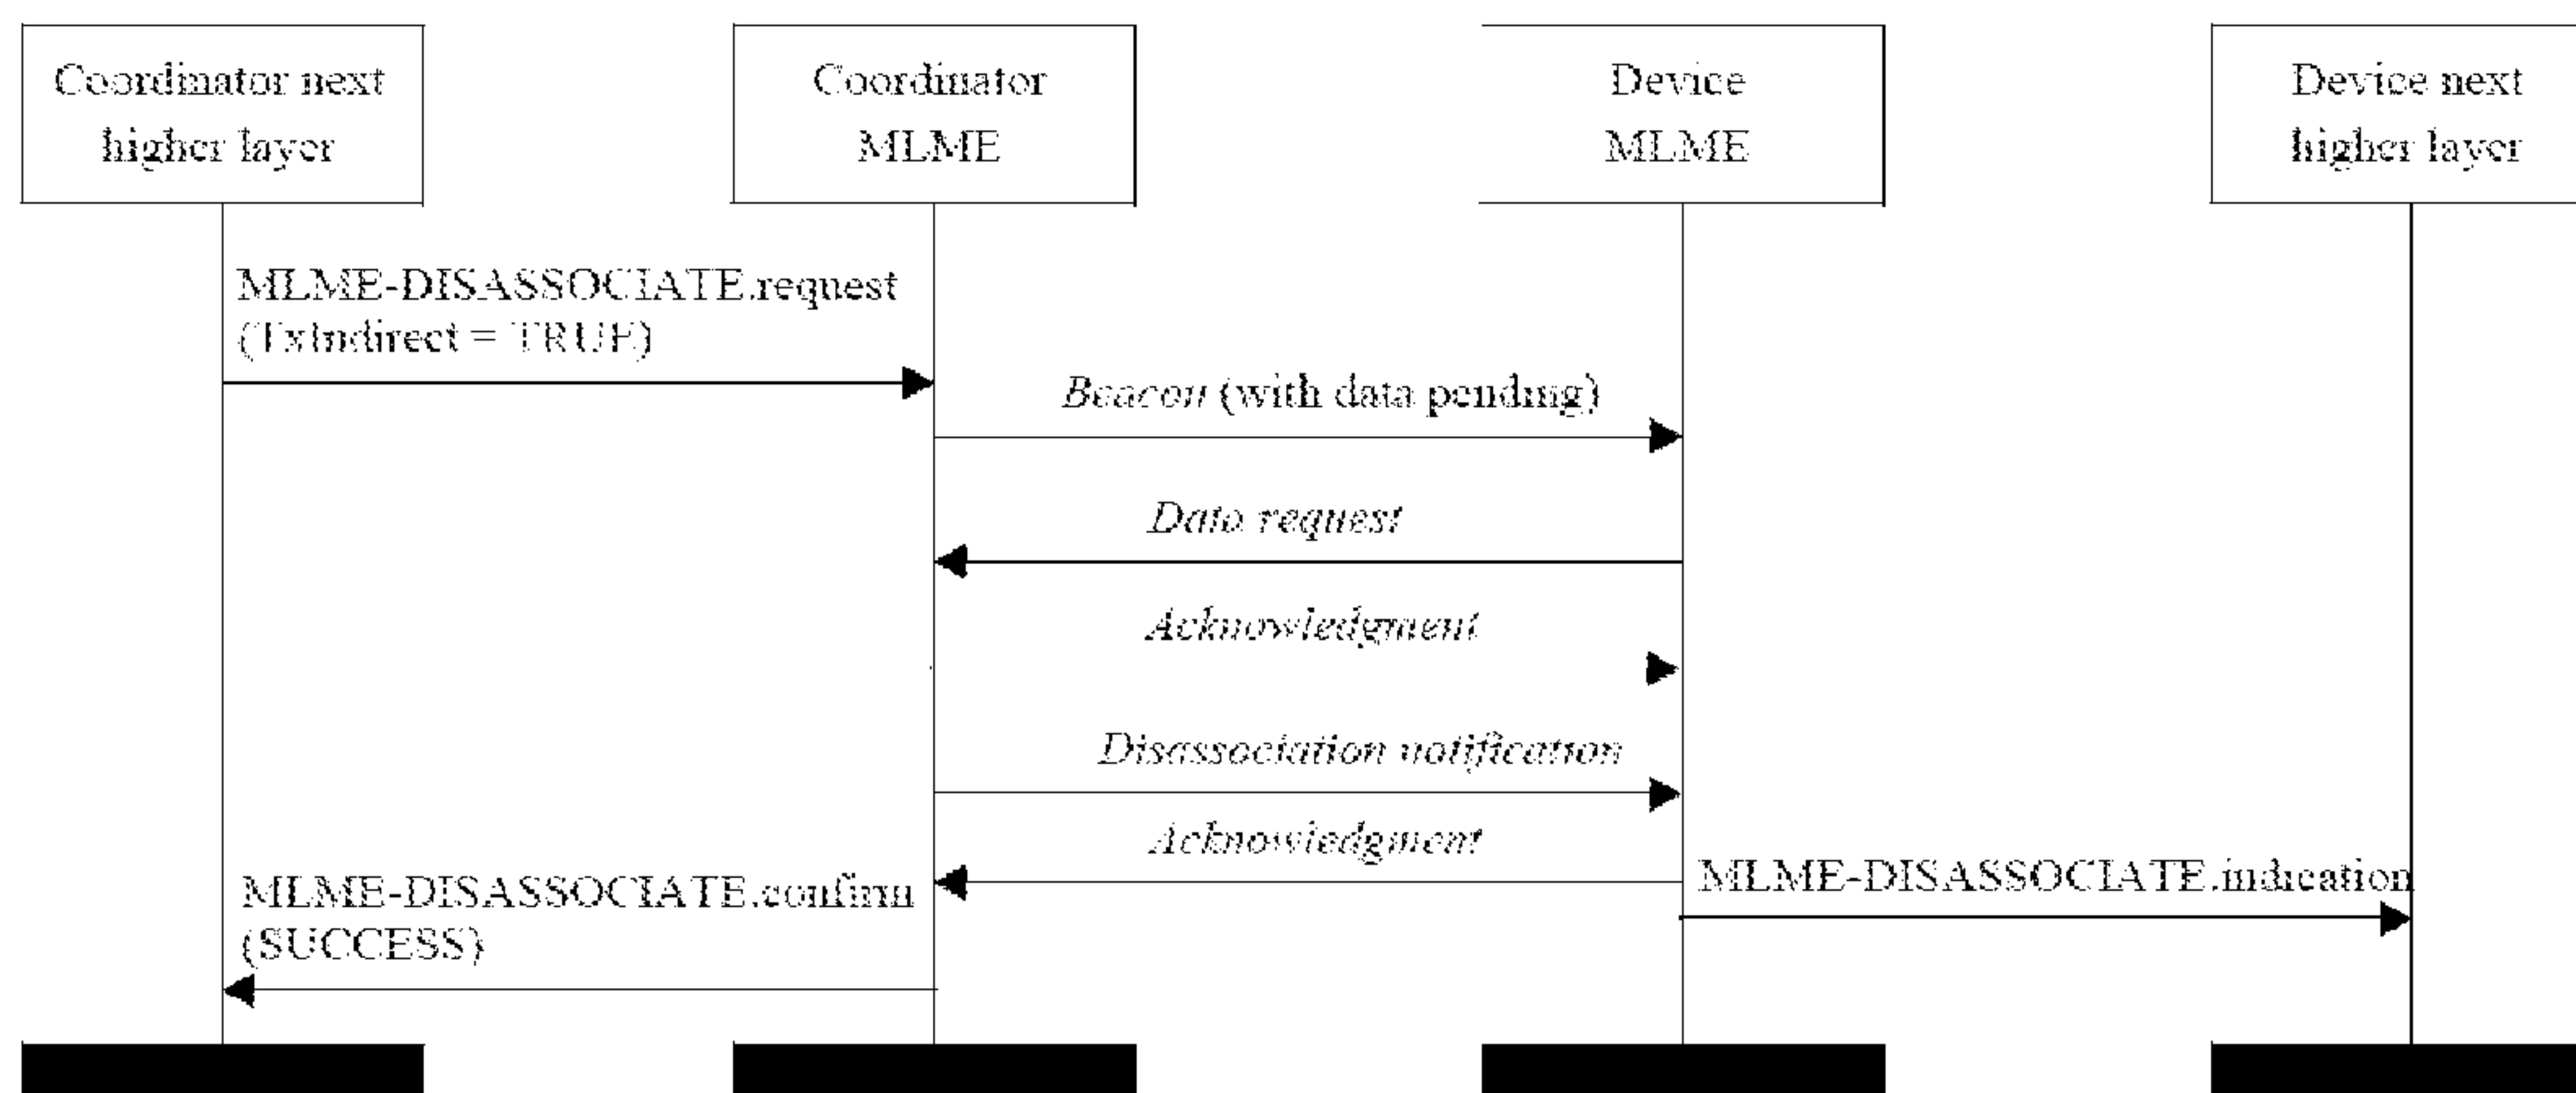 Coordinator next
higher layer
Coordinator
MLME
Device
MLME
Device next
higher layer
MLME-DISASSOCIATE.request
(TxIndirect = TRUE)
Beacon (with data pending)
Data request
Acknowledgment
Disassociation notification
Acknowledgment
MLME-DISASSOCIATE.indication
MLME-DISASSOCIATE.confirm
(SUCCESS)